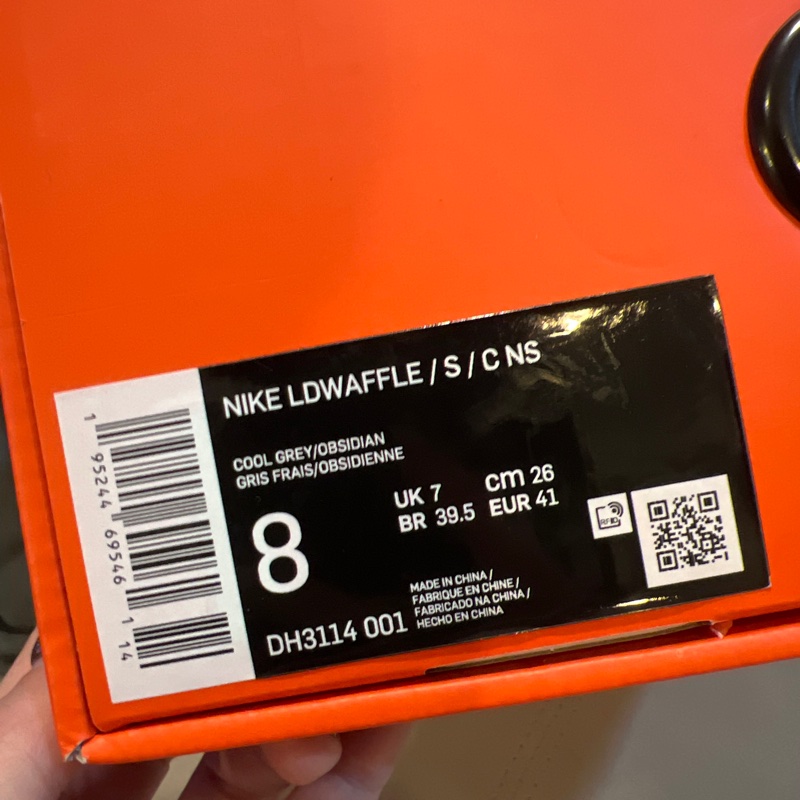 NIKE LDWAFFLE / S / C NS
COOL GREY/OBSIDIAN
GRIS FRAIS/OBSIDIENNE
8
UK 7
cm 26
BR 39.5
EUR 41
RFID
DH3114 001
MADE IN CHINA /
FABRIQUE EN CHINE /
FABRICADO NA CHINA /
HECHO EN CHINA
1 95244 69546 1 14